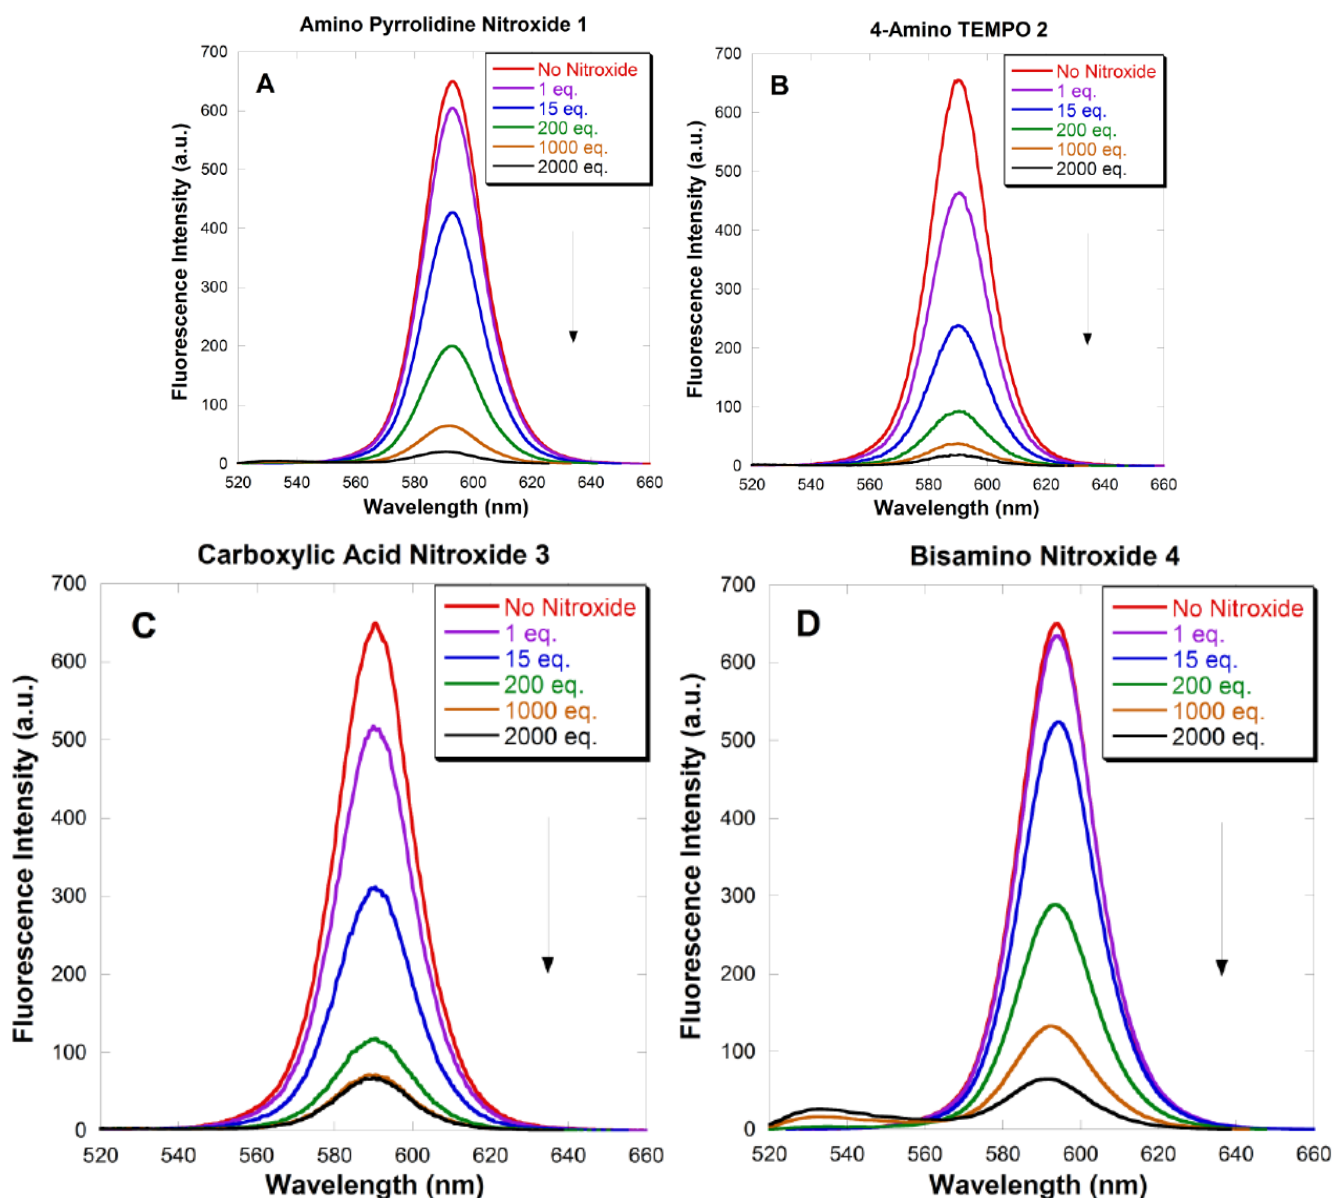 Amino Pyrrolidine Nitroxide 1
A
No Nitroxide
1 eq.
15 eq.
200 eq.
1000 eq.
2000 eq.
Fluorescence Intensity (a.u.)
700
600
500
400
300
200
100
0
520 540 560 580 600 620 640 660
Wavelength (nm)
4-Amino TEMPO 2
B
No Nitroxide
1 eq.
15 eq.
200 eq.
1000 eq.
2000 eq.
Fluorescence Intensity (a.u.)
700
600
500
400
300
200
100
0
520 540 560 580 600 620 640 660
Wavelength (nm)
Carboxylic Acid Nitroxide 3
C
No Nitroxide
1 eq.
15 eq.
200 eq.
1000 eq.
2000 eq.
Fluorescence Intensity (a.u.)
700
600
500
400
300
200
100
0
520 540 560 580 600 620 640 660
Wavelength (nm)
Bisamino Nitroxide 4
D
No Nitroxide
1 eq.
15 eq.
200 eq.
1000 eq.
2000 eq.
Fluorescence Intensity (a.u.)
700
600
500
400
300
200
100
0
520 540 560 580 600 620 640 660
Wavelength (nm)